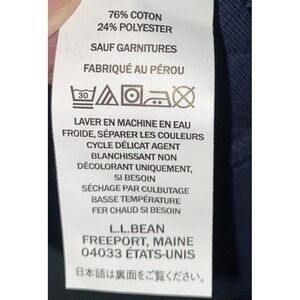 76% COTON
24% POLYESTER
SAUF GARNITURES
FABRIQUÉ AU PÉROU
30
LAVER EN MACHINE EN EAU
FROIDE, SÉPARER LES COULEURS
CYCLE DÉLICAT AGENT
BLANCHISSANT NON
DÉCOLORANT UNIQUEMENT,
SI BESOIN
SÉCHAGE PAR CULBUTAGE
BASSE TEMPÉRATURE
FER CHAUD SI BESOIN
L.L.BEAN
FREEPORT, MAINE
04033 ÉTATS-UNIS
日本語は裏面をご覧ください。